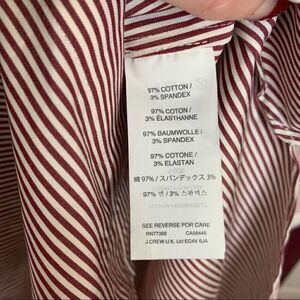 97% COTTON /
3% SPANDEX
97% COTON /
3% ÉLASTHANNE
97% BAUMWOLLE /
3% SPANDEX
97% COTONE /
3% ELASTAN
綿 97% / スパンデックス 3%
97% 면 / 3% 스판덱스
SEE REVERSE FOR CARE
RN77388 CA58445
J.CREW U.K. Ltd EC4V 6JA